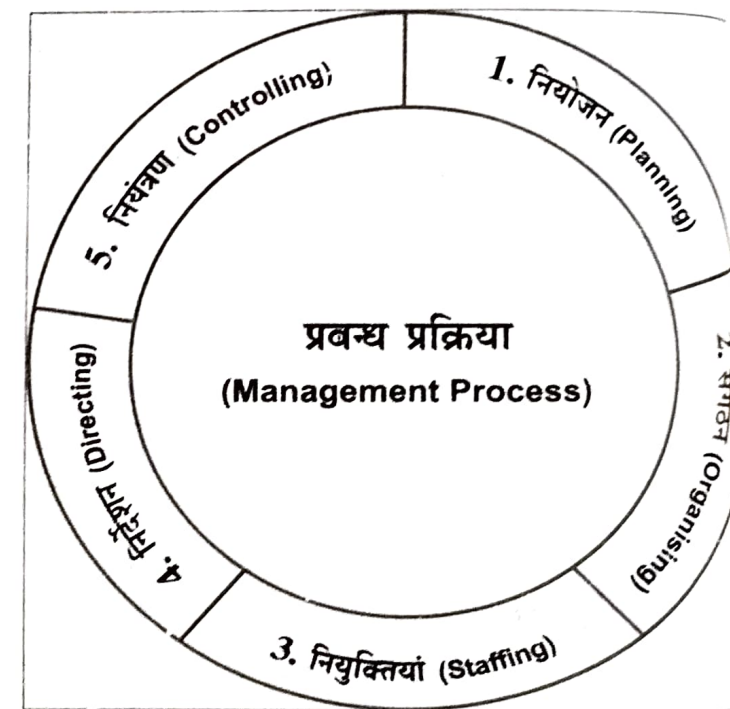 1. नियोजन (Planning)
2. संगठन (Organising)
3. नियुक्तियां (Staffing)
4. निर्देशन (Directing)
5. नियंत्रण (Controlling)
प्रबन्ध प्रक्रिया
(Management Process)